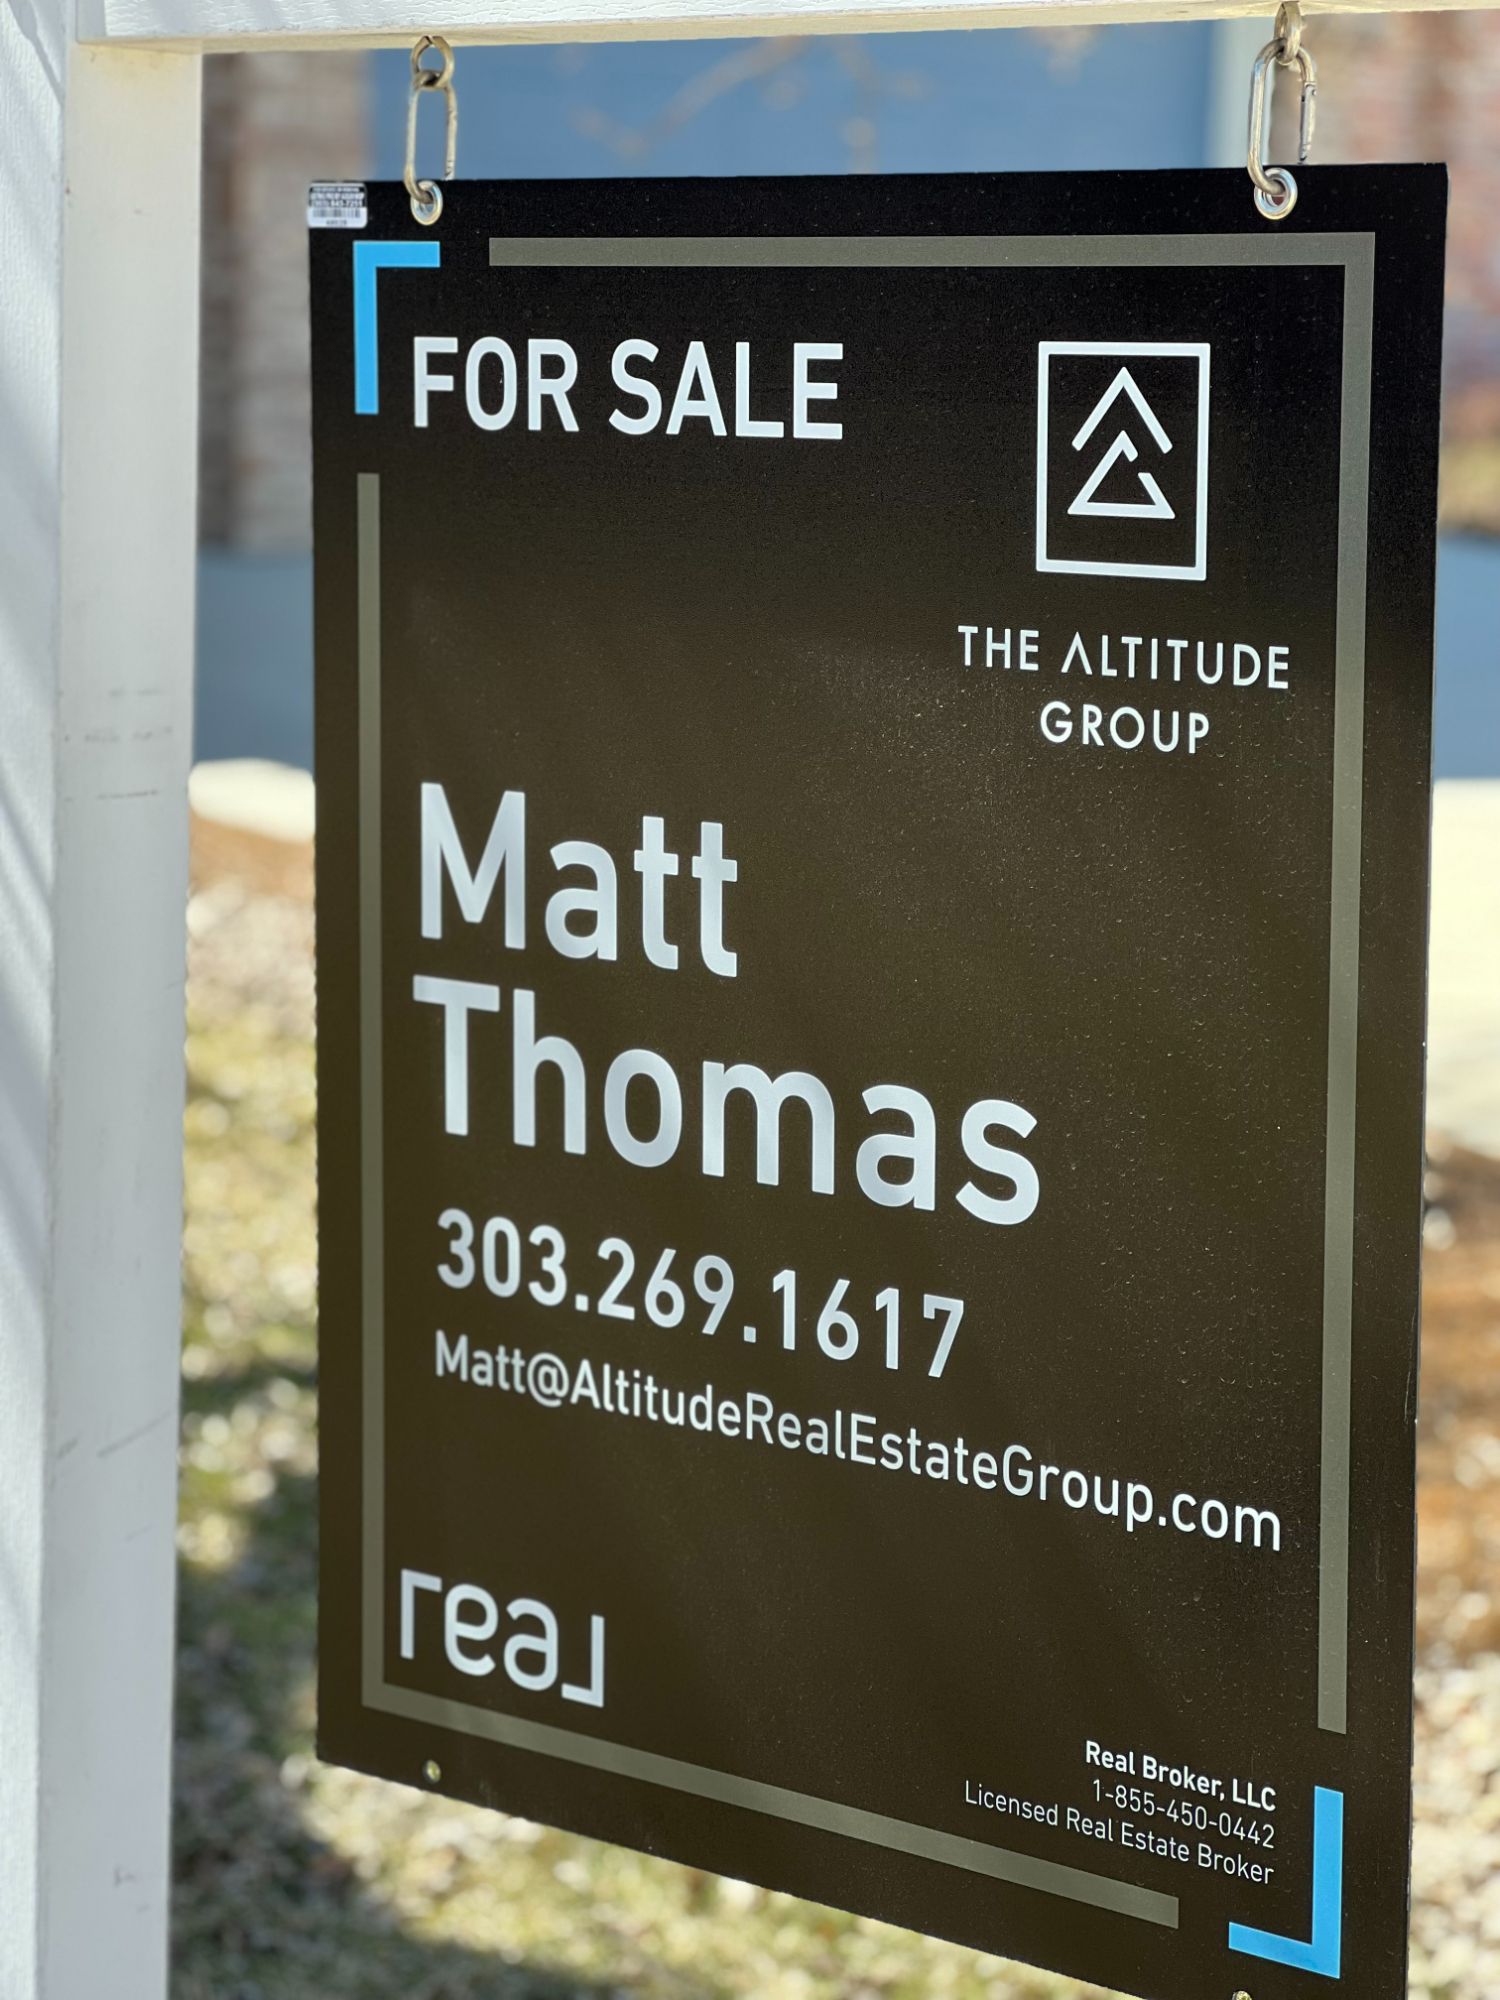 FOR SALE
THE ALTITUDE
GROUP
Matt
Thomas
303.269.1617
Matt@AltitudeRealEstateGroup.com
real
Real Broker, LLC
1-855-450-0442
Licensed Real Estate Broker